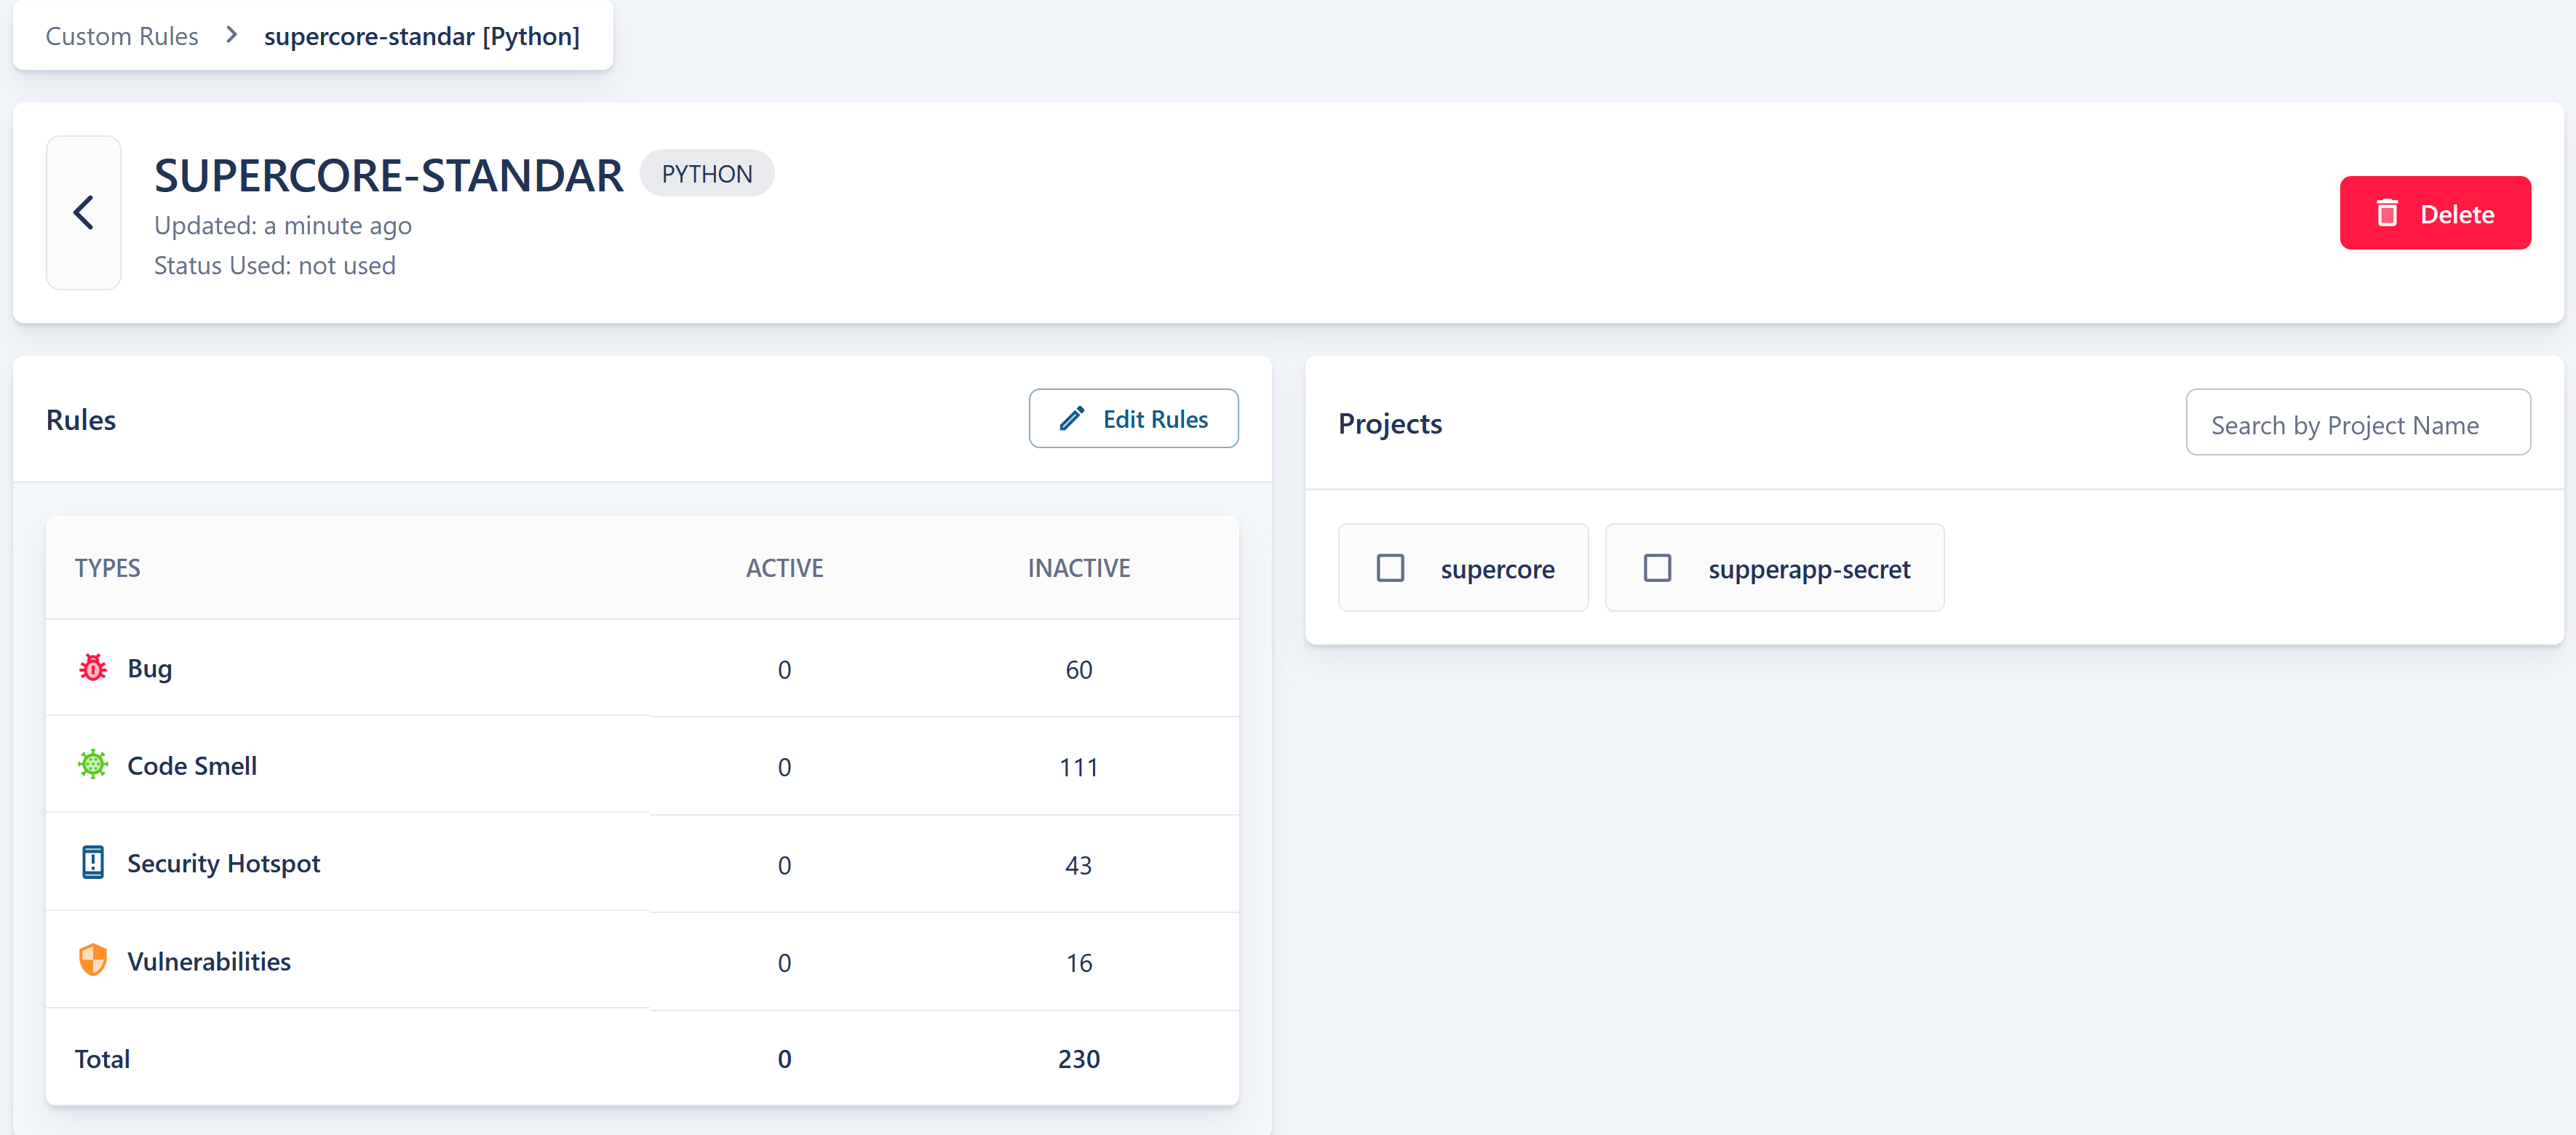 Custom Rules > supercore-standar [Python]
SUPERCORE-STANDAR PYTHON
Updated: a minute ago
Status Used: not used
Delete
Rules
Edit Rules
TYPES ACTIVE INACTIVE
Bug 0 60
Code Smell 0 111
Security Hotspot 0 43
Vulnerabilities 0 16
Total 0 230
Projects
Search by Project Name
supercore
supperapp-secret